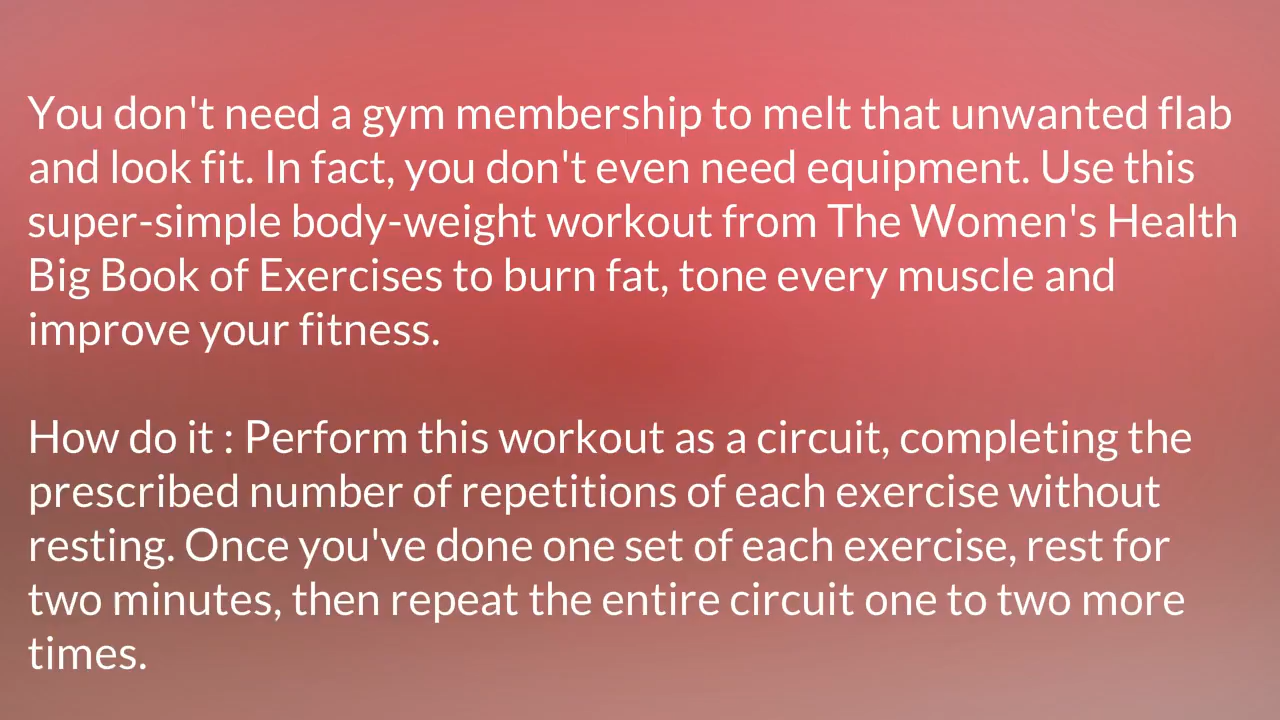 You don't need a gym membership to melt that unwanted flab
and look fit. In fact, you don't even need equipment. Use this
super-simple body-weight workout from The Women's Health
Big Book of Exercises to burn fat, tone every muscle and
improve your fitness.
How do it : Perform this workout as a circuit, completing the
prescribed number of repetitions of each exercise without
resting. Once you've done one set of each exercise, rest for
two minutes, then repeat the entire circuit one to two more
times.